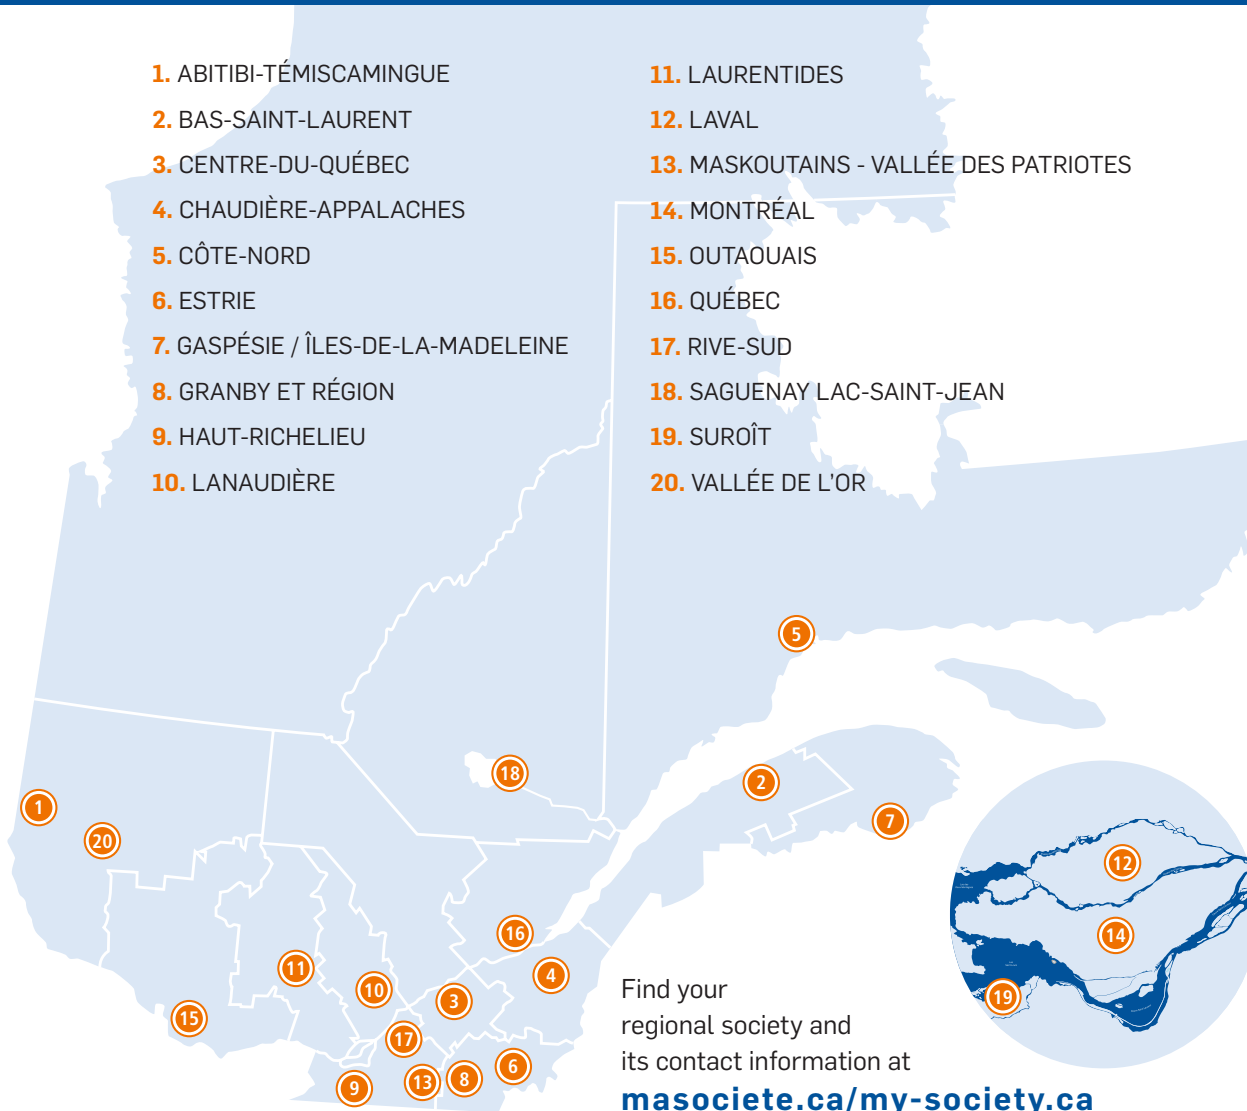 1. ABITIBI-TÉMISCAMINGUE
2. BAS-SAINT-LAURENT
3. CENTRE-DU-QUÉBEC
4. CHAUDIÈRE-APPALACHES
5. CÔTE-NORD
6. ESTRIE
7. GASPÉSIE / ÎLES-DE-LA-MADELEINE
8. GRANBY ET RÉGION
9. HAUT-RICHELIEU
10. LANAUDIÈRE
11. LAURENTIDES
12. LAVAL
13. MASKOUTAINS - VALLÉE DES PATRIOTES
14. MONTRÉAL
15. OUTAOUAIS
16. QUÉBEC
17. RIVE-SUD
18. SAGUENAY LAC-SAINT-JEAN
19. SUROÎT
20. VALLÉE DE L'OR
5
18
2
1
7
20
12
16
14
11
4
10
19
3
15
17
6
8
13
9
Find your
regional society and
its contact information at
masociete.ca/my-society.ca